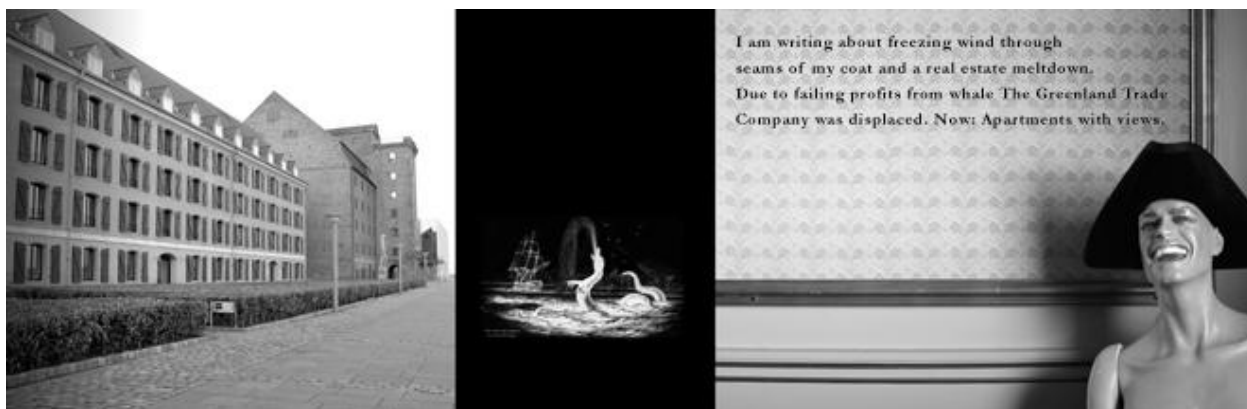 I am writing about freezing wind through
seams of my coat and a real estate meltdown.
Due to failing profits from whale The Greenland Trade
Company was displaced. Now: Apartments with views.